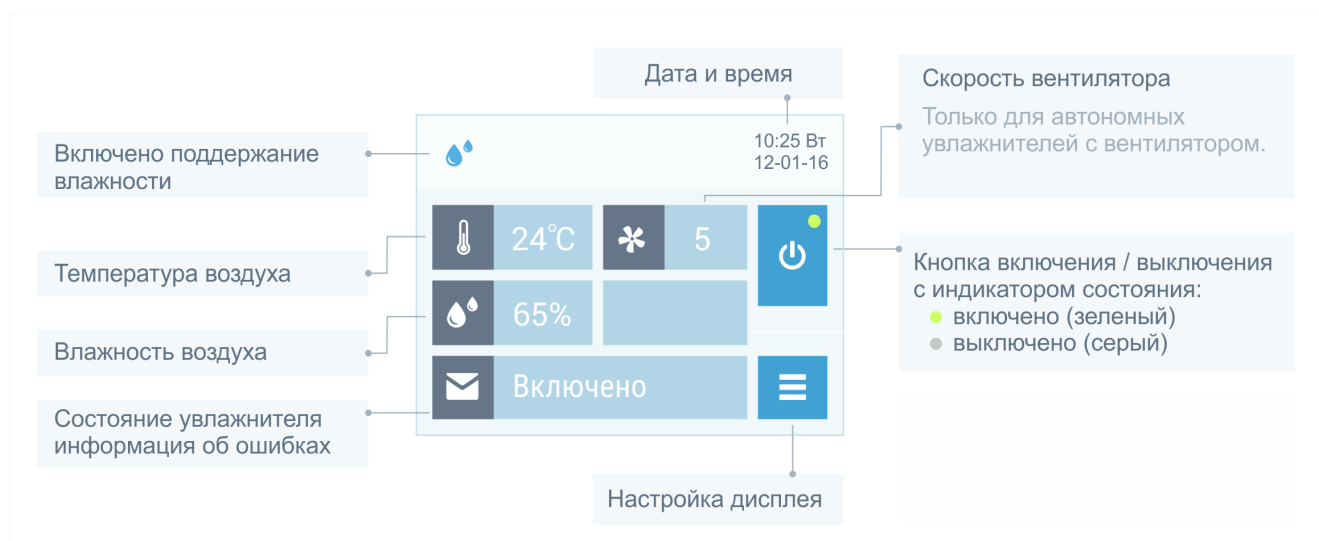 Дата и время
Скорость вентилятора
Только для автономных
увлажнителей с вентилятором.
Включено поддержание
влажности
10:25 Вт
12-01-16
Температура воздуха
24°C
5
Кнопка включения / выключения
с индикатором состояния:
включено (зеленый)
выключено (серый)
Влажность воздуха
65%
Состояние увлажнителя
информация об ошибках
Включено
Настройка дисплея